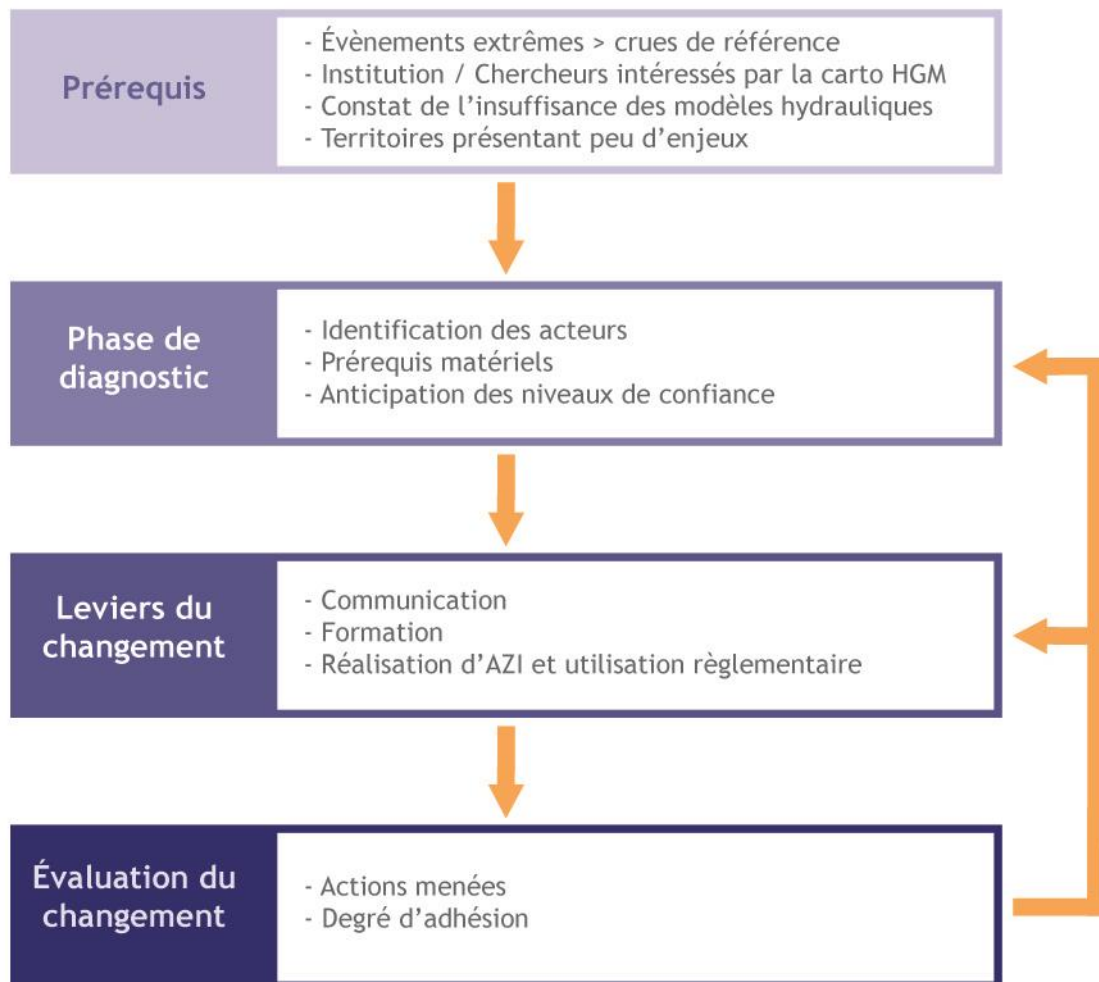 Prérequis
- Évènements extrêmes > crues de référence
- Institution / Chercheurs intéressés par la carto HGM
- Constat de l'insuffisance des modèles hydrauliques
- Territoires présentant peu d'enjeux
Phase de
diagnostic
- Identification des acteurs
- Prérequis matériels
- Anticipation des niveaux de confiance
Leviers du
changement
- Communication
- Formation
- Réalisation d'AZI et utilisation règlementaire
Évaluation du
changement
- Actions menées
- Degré d'adhésion